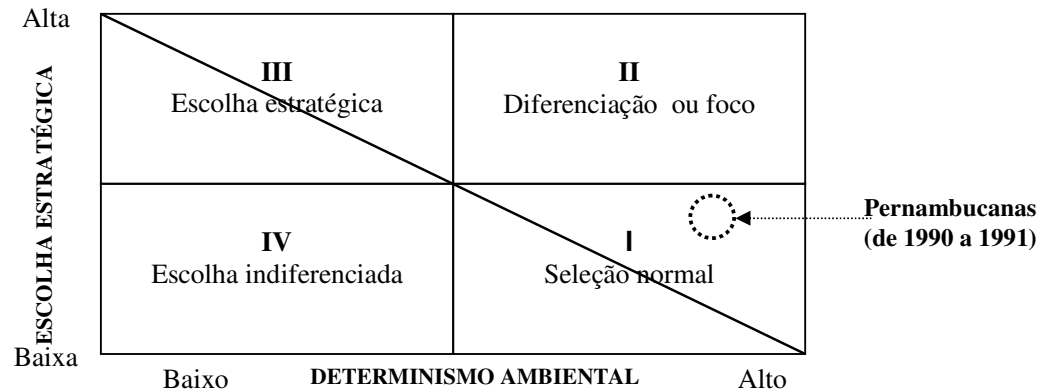 Alta
III
II
Escolha estratégica
Diferenciação ou foco
ESCOLHA ESTRATÉGICA
Pernambucanas
(de 1990 a 1991)
IV
I
Escolha indiferenciada
Seleção normal
Baixa
Baixo
DETERMINISMO AMBIENTAL
Alto